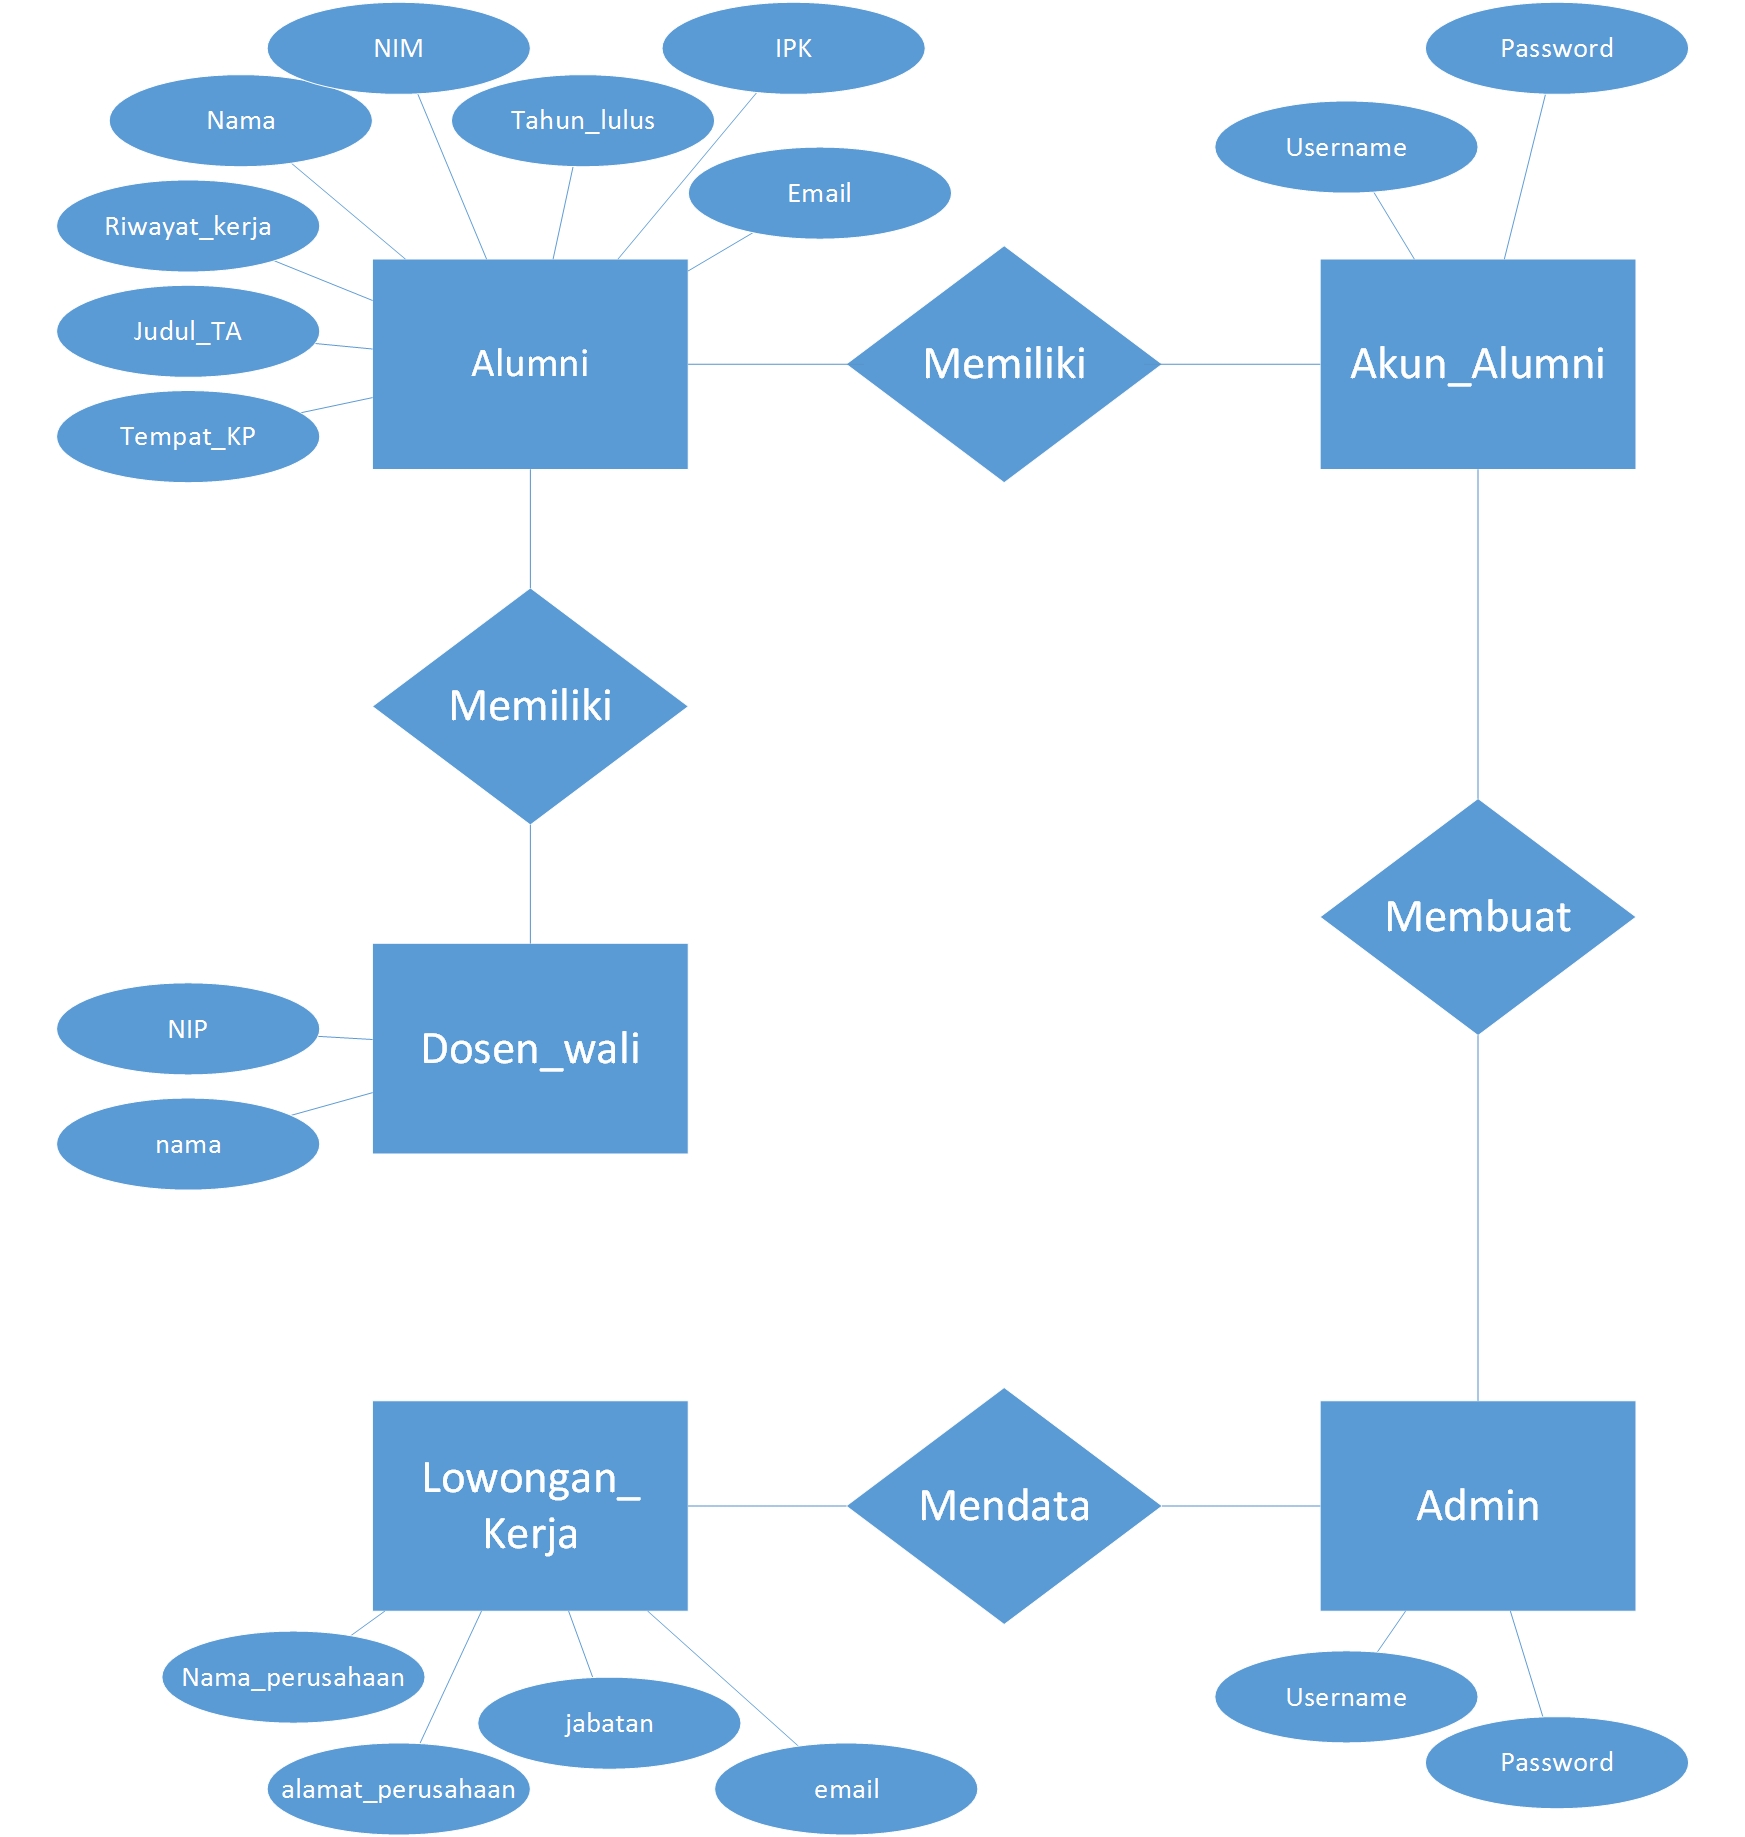 NIM
IPK
Password
Nama
Tahun_lulus
Username
Email
Riwayat_kerja
Judul_TA
Alumni
Memiliki
Akun_Alumni
Tempat_KP
Memiliki
Membuat
NIP
Dosen_wali
nama
Lowongan_
Kerja
Mendata
Admin
Nama_perusahaan
Username
jabatan
Password
alamat_perusahaan
email